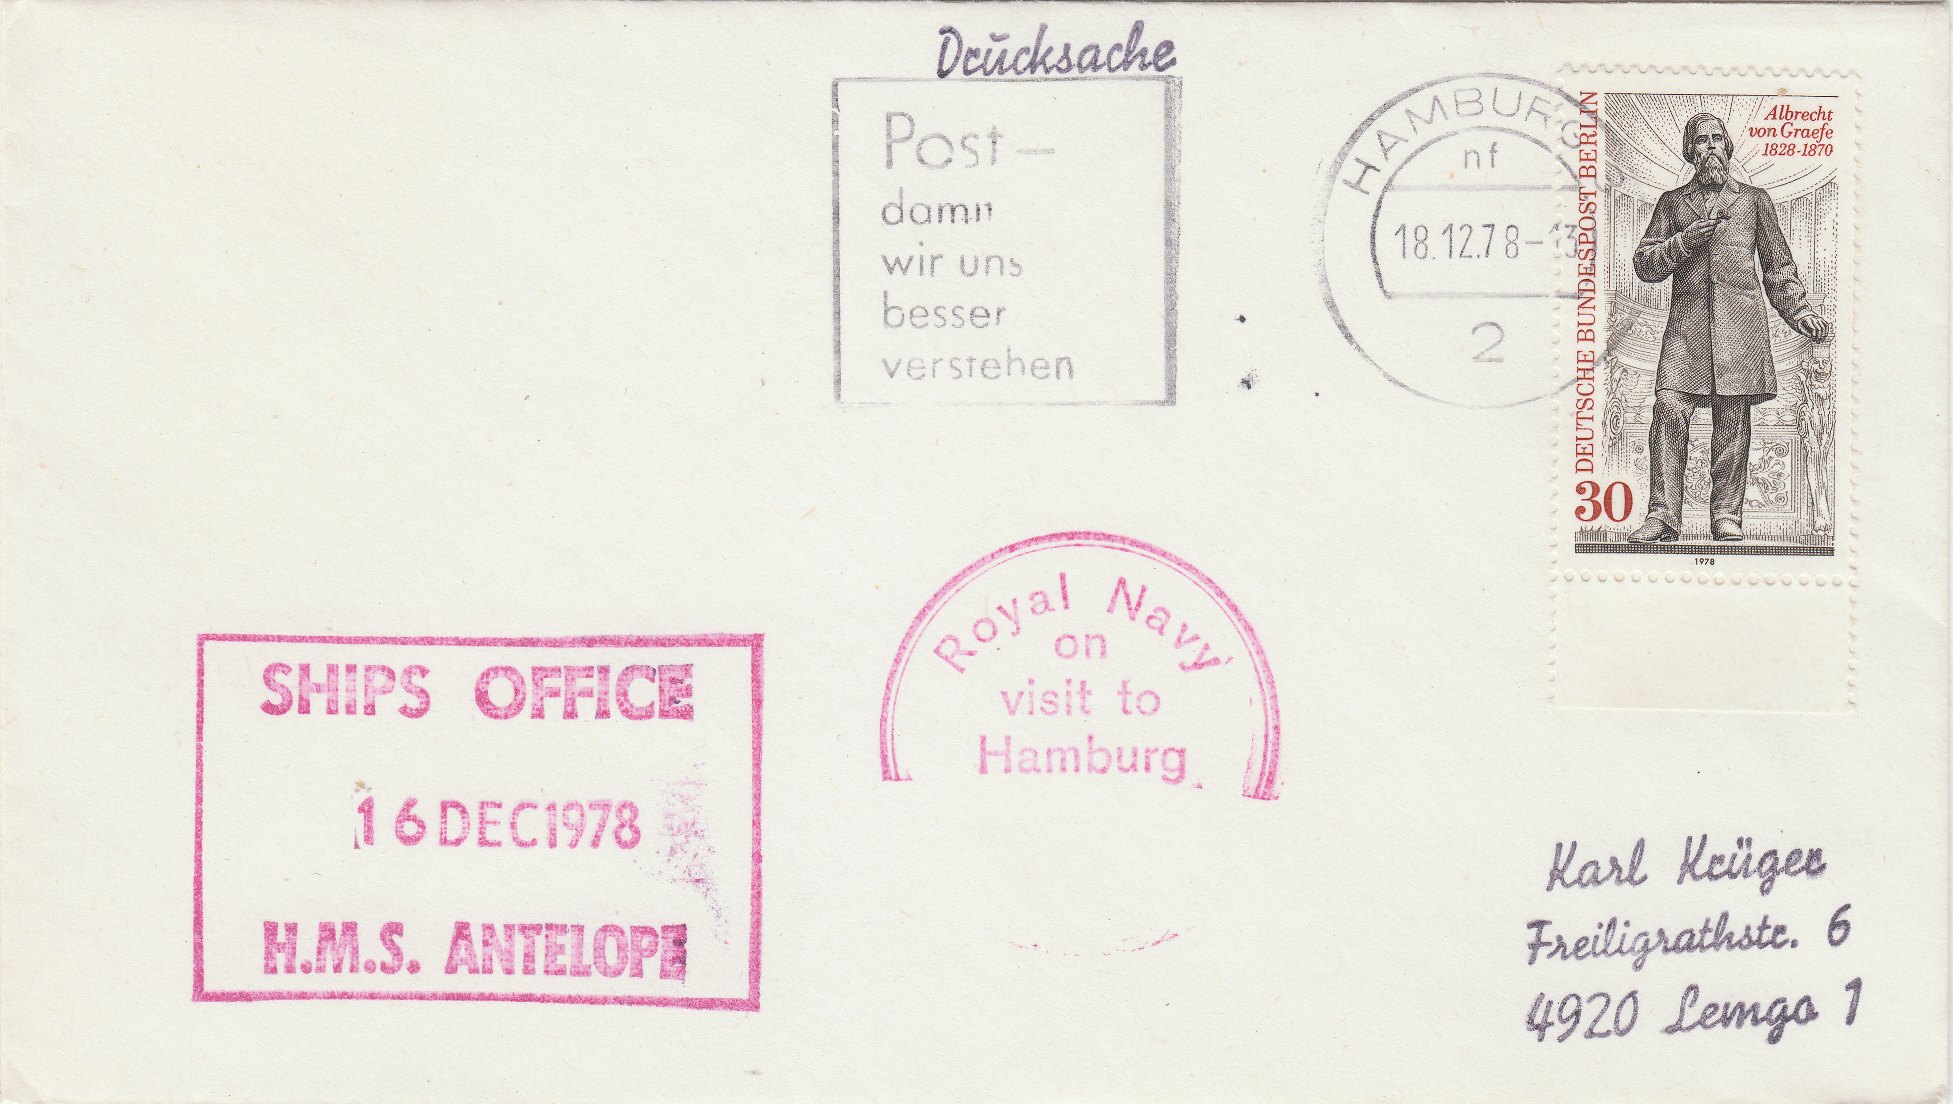 Drucksache
Post –
damit
wir uns
besser
verstehen
HAMBURG
nf
18.12.78-13
2
DEUTSCHE BUNDESPOST BERLIN
Albrecht
von Graefe
1828-1870
30
1978
Royal Navy
on
visit to
Hamburg
SHIPS OFFICE
16 DEC 1978
H.M.S. ANTELOPE
Karl Krüger
Freiligrathstr. 6
4920 Lemgo 1